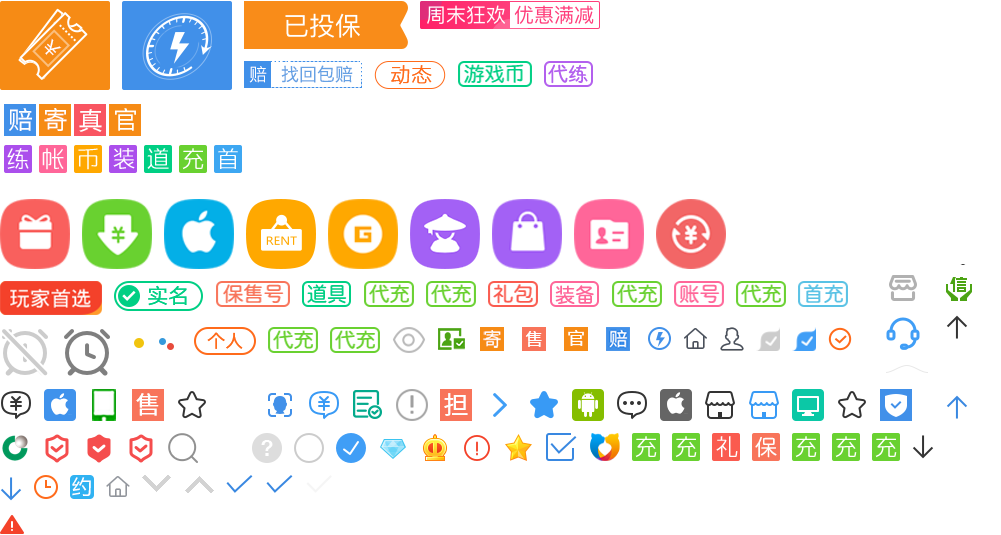 已投保
周末狂欢 优惠满减
赔 找回包赔 动态 游戏币 代练
赔 寄 真 官
练 帐 币 装 道 充 首
RENT G
玩家首选 实名 保售号 道具 代充 代充 礼包 装备 代充 账号 代充 首充
信
个人 代充 代充 寄 售 官 赔
售 担
充 充 礼 保 充 充 充
约